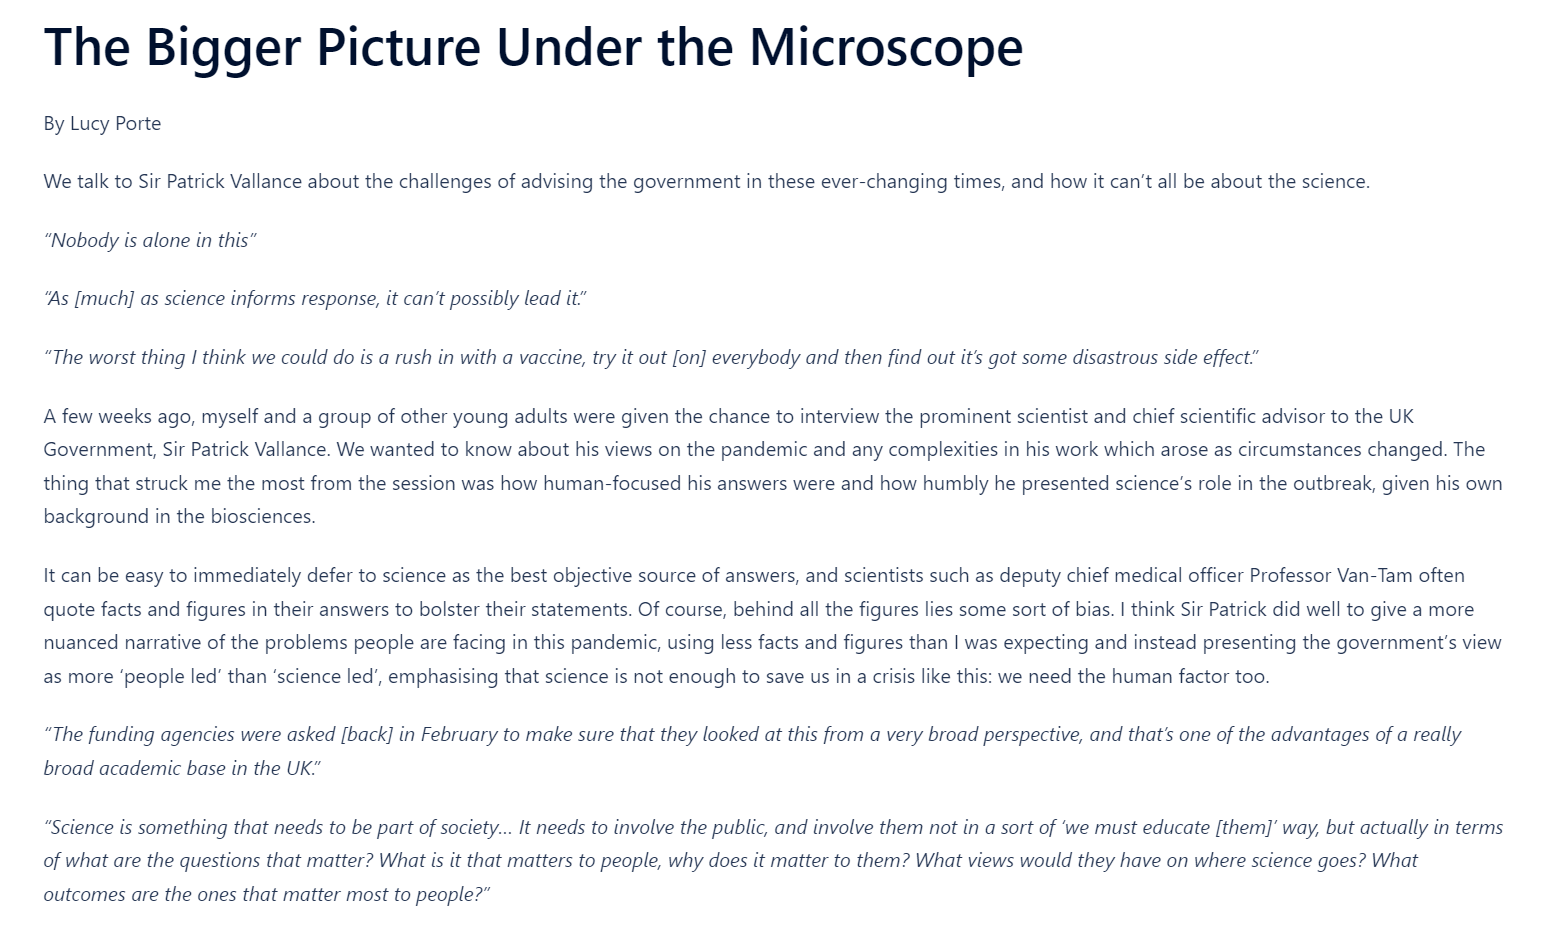 The Bigger Picture Under the Microscope
By Lucy Porte
We talk to Sir Patrick Vallance about the challenges of advising the government in these ever-changing times, and how it can’t all be about the science.
“Nobody is alone in this”
“As [much] as science informs response, it can’t possibly lead it.”
“The worst thing I think we could do is a rush in with a vaccine, try it out [on] everybody and then find out it’s got some disastrous side effect.”
A few weeks ago, myself and a group of other young adults were given the chance to interview the prominent scientist and chief scientific advisor to the UK
Government, Sir Patrick Vallance. We wanted to know about his views on the pandemic and any complexities in his work which arose as circumstances changed. The
thing that struck me the most from the session was how human-focused his answers were and how humbly he presented science’s role in the outbreak, given his own
background in the biosciences.
It can be easy to immediately defer to science as the best objective source of answers, and scientists such as deputy chief medical officer Professor Van-Tam often
quote facts and figures in their answers to bolster their statements. Of course, behind all the figures lies some sort of bias. I think Sir Patrick did well to give a more
nuanced narrative of the problems people are facing in this pandemic, using less facts and figures than I was expecting and instead presenting the government’s view
as more ‘people led’ than ‘science led’, emphasising that science is not enough to save us in a crisis like this: we need the human factor too.
“The funding agencies were asked [back] in February to make sure that they looked at this from a very broad perspective, and that’s one of the advantages of a really
broad academic base in the UK.”
“Science is something that needs to be part of society… It needs to involve the public, and involve them not in a sort of ‘we must educate [them]’ way, but actually in terms
of what are the questions that matter? What is it that matters to people, why does it matter to them? What views would they have on where science goes? What
outcomes are the ones that matter most to people?”